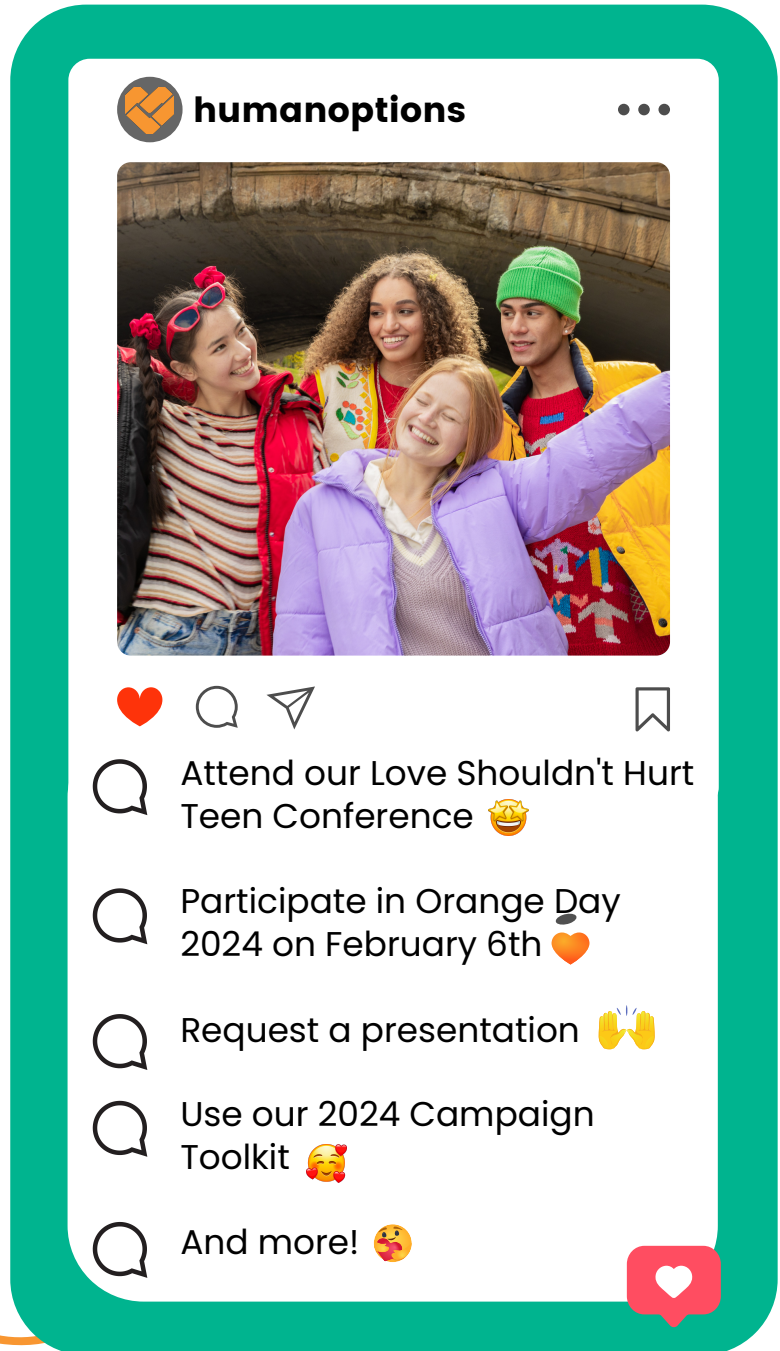 humanoptions
Attend our Love Shouldn't Hurt
Teen Conference 🤩
Participate in Orange Day
2024 on February 6th 🧡
Request a presentation 🙌
Use our 2024 Campaign
Toolkit 🥰
And more! 🤗